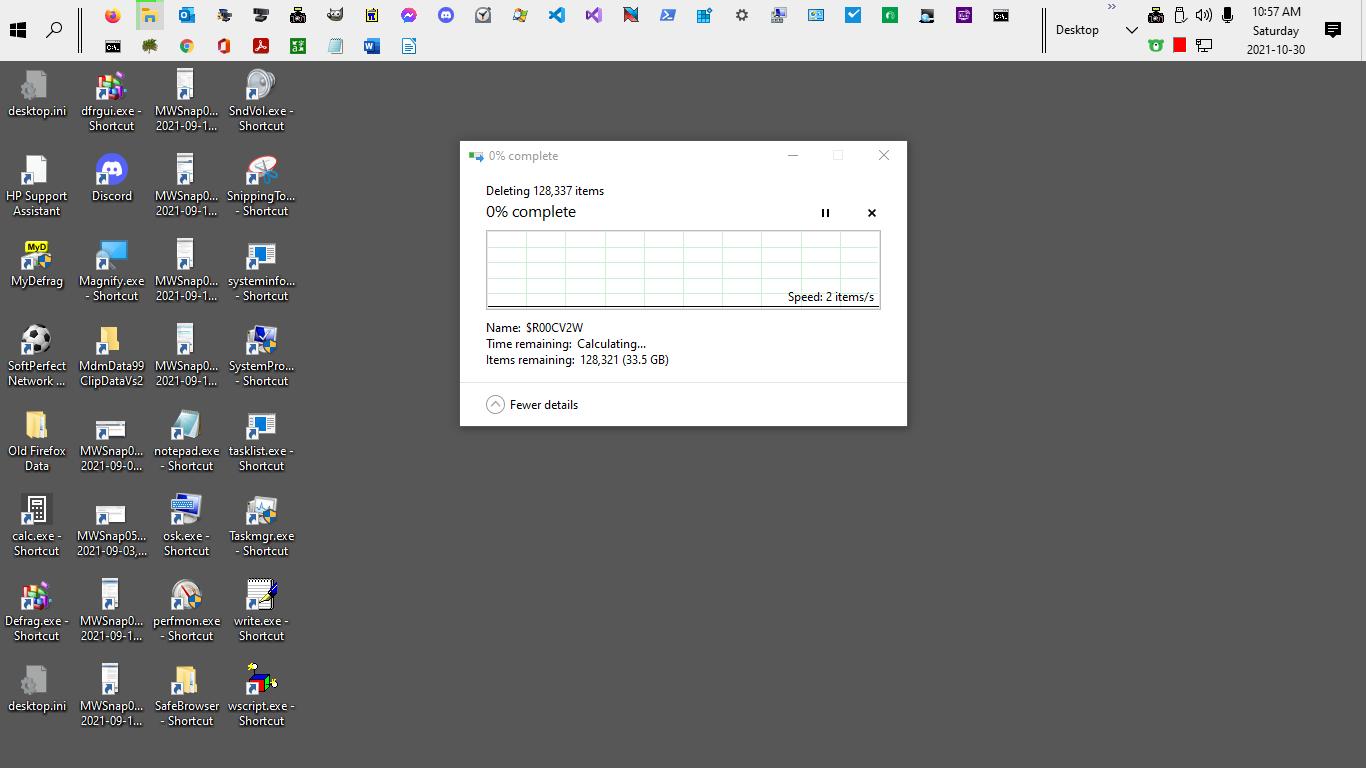 Desktop
»
10:57 AM
Saturday
2021-10-30
desktop.ini
dfrgui.exe -
Shortcut
MWSnap0...
2021-09-1...
SndVol.exe -
Shortcut
HP Support
Assistant
Discord
MWSnap0...
2021-09-1...
SnippingTo...
- Shortcut
MyD
MyDefrag
Magnify.exe
- Shortcut
MWSnap0...
2021-09-1...
systeminfo...
- Shortcut
SoftPerfect
Network ...
MdmData99
ClipDataVs2
MWSnap0...
2021-09-1...
SystemPro...
- Shortcut
Old Firefox
Data
MWSnap0...
2021-09-0...
notepad.exe
- Shortcut
tasklist.exe -
Shortcut
calc.exe -
Shortcut
MWSnap05...
2021-09-03,...
osk.exe -
Shortcut
Taskmgr.exe
- Shortcut
Defrag.exe -
Shortcut
MWSnap0...
2021-09-1...
perfmon.exe
- Shortcut
write.exe -
Shortcut
desktop.ini
MWSnap0...
2021-09-1...
SafeBrowser
- Shortcut
wscript.exe -
Shortcut
0% complete
Deleting 128,337 items
0% complete
Speed: 2 items/s
Name: $R00CV2W
Time remaining: Calculating...
Items remaining: 128,321 (33.5 GB)
Fewer details